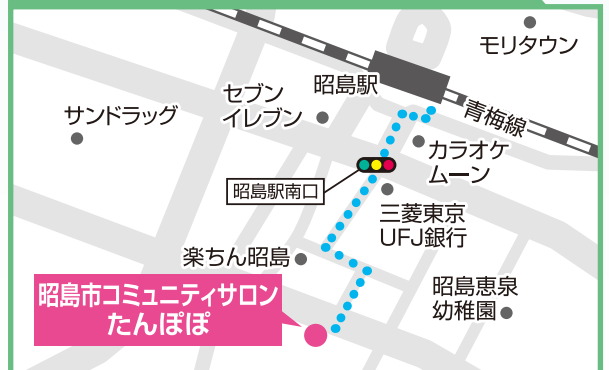 モリタウン
昭島駅
青梅線
セブン
イレブン
サンドラッグ
カラオケ
ムーン
昭島駅南口
三菱東京
UFJ銀行
楽ちん昭島
昭島恵泉
幼稚園
昭島市コミュニティサロン
たんぽぽ